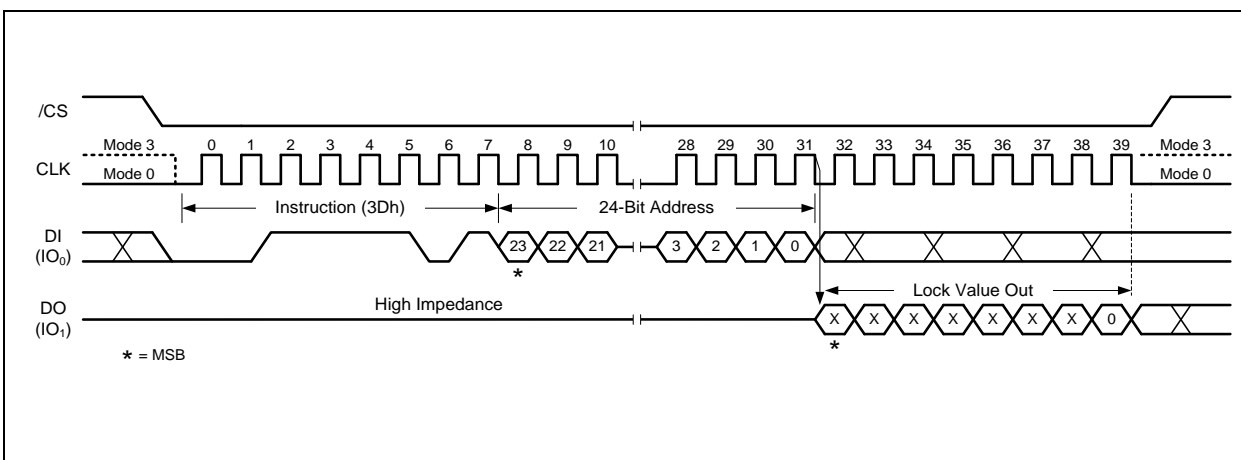 /CS
Mode 3 0 1 2 3 4 5 6 7 8 9 10 28 29 30 31 32 33 34 35 36 37 38 39 Mode 3
CLK
Mode 0 Mode 0
Instruction (3Dh) 24-Bit Address
DI
(IO₀)
23 22 21 3 2 1 0
*
High Impedance Lock Value Out
DO
(IO₁)
X X X X X X X 0
*
* = MSB